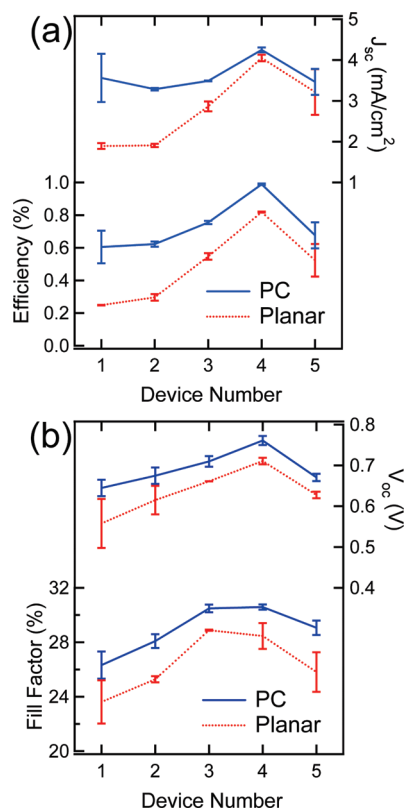 (a)
5
4
3
2
1
J_sc (mA/cm²)
1.0
0.8
0.6
0.4
0.2
0.0
Efficiency (%)
PC
Planar
1 2 3 4 5
Device Number
(b)
0.8
0.7
0.6
0.5
0.4
V_oc (V)
32
28
24
20
Fill Factor (%)
PC
Planar
1 2 3 4 5
Device Number